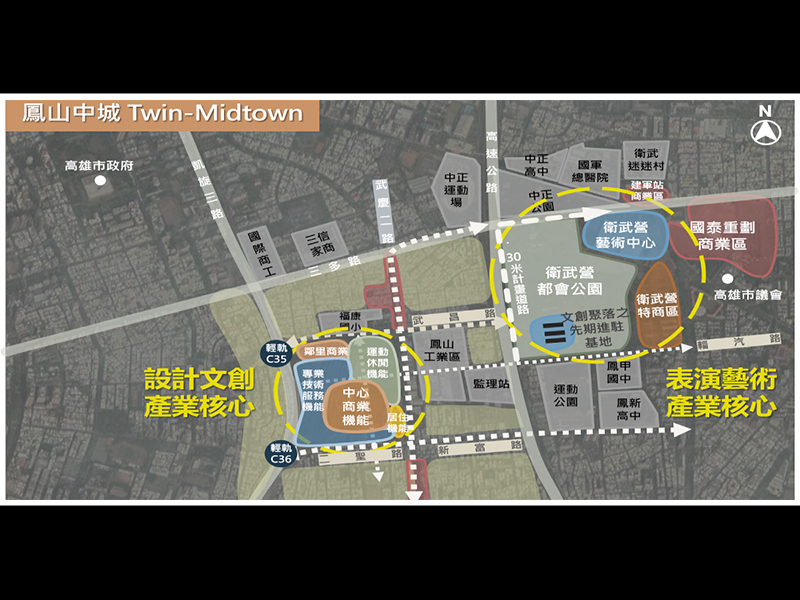 鳳山中城 Twin-Midtown
N
高雄市政府
凱旋三路
武慶二路
高速公路
中正
運動
場
中正
高中
國軍
總醫院
衛武
迷迷村
中正
公園
建軍站
商業區
國際商工
三信
家商
三多路
衛武營
藝術中心
國泰重劃
商業區
衛武營
都會公園
30米計畫道路
高雄市議會
衛武營
特商區
文創聚落之
先期進駐
基地
福康
國小
武昌路
輕軌
C35
鄰里商業
運動
休閒
機能
鳳山
工業區
輜汽路
設計文創
產業核心
專業
技術
服務
機能
中心
商業
機能
居住
機能
監理站
運動
公園
鳳甲
國中
鳳新
高中
表演藝術
產業核心
輕軌
C36
二聖路
新富路